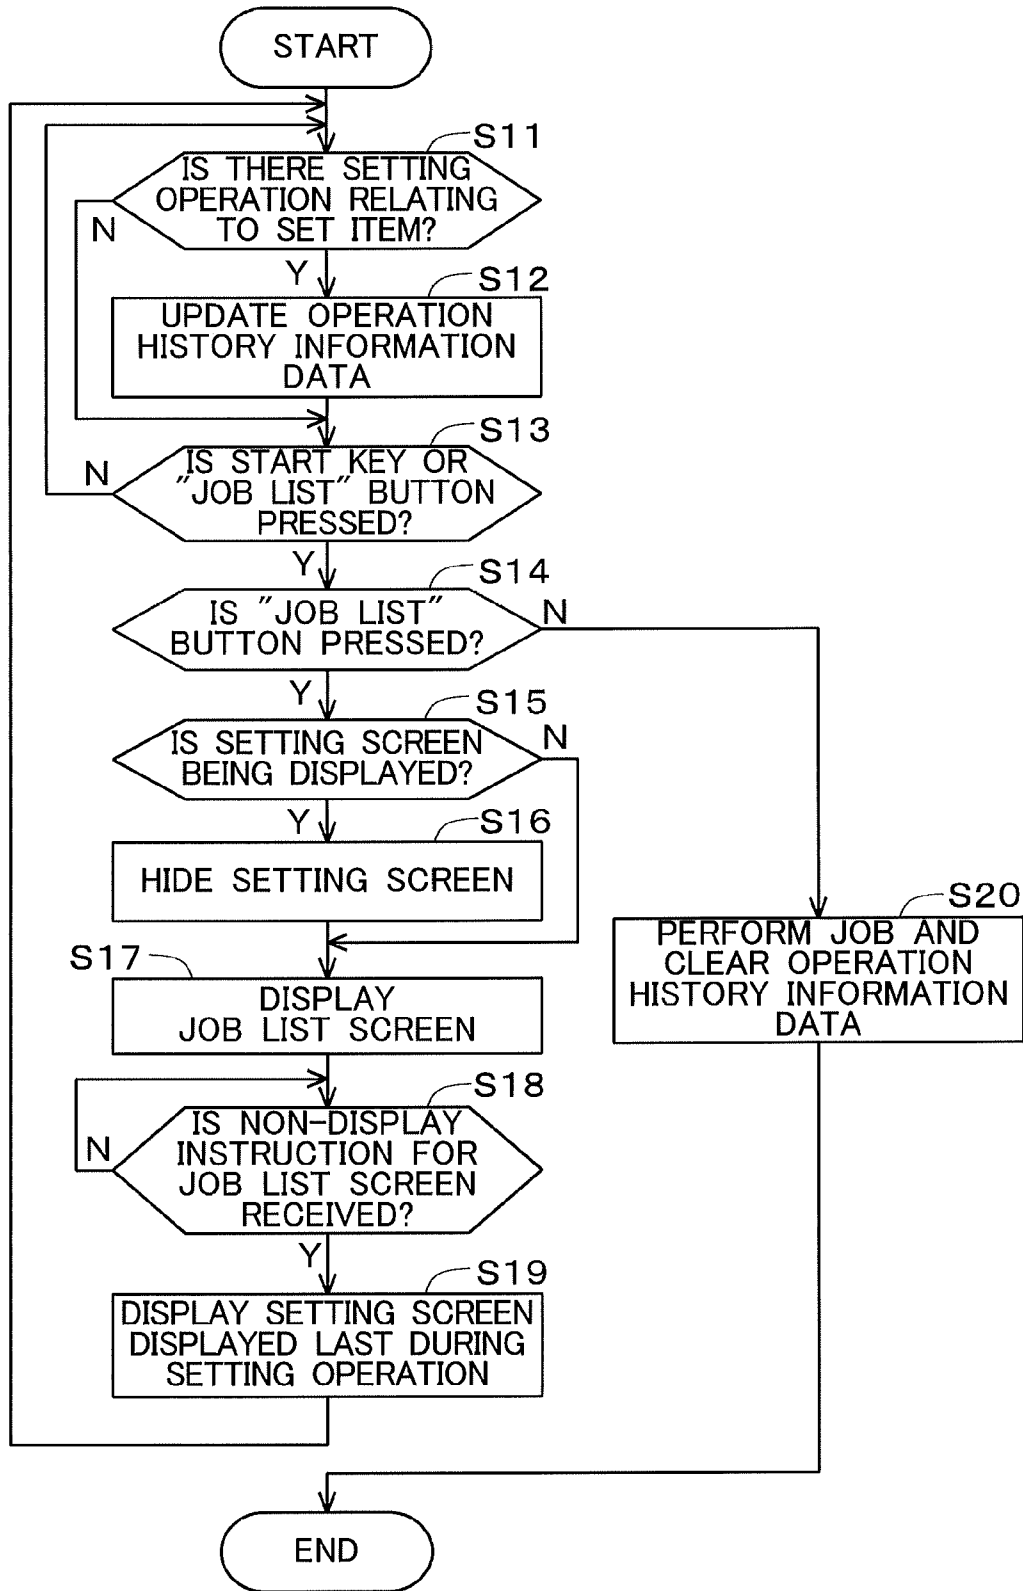 START
S11
IS THERE SETTING
OPERATION RELATING
TO SET ITEM?
N
Y
S12
UPDATE OPERATION
HISTORY INFORMATION
DATA
S13
IS START KEY OR
"JOB LIST" BUTTON
PRESSED?
N
Y
S14
IS "JOB LIST"
BUTTON PRESSED?
N
Y
S15
IS SETTING SCREEN
BEING DISPLAYED?
N
Y
S16
HIDE SETTING SCREEN
S20
PERFORM JOB AND
CLEAR OPERATION
HISTORY INFORMATION
DATA
S17
DISPLAY
JOB LIST SCREEN
S18
IS NON-DISPLAY
INSTRUCTION FOR
JOB LIST SCREEN
RECEIVED?
N
Y
S19
DISPLAY SETTING SCREEN
DISPLAYED LAST DURING
SETTING OPERATION
END